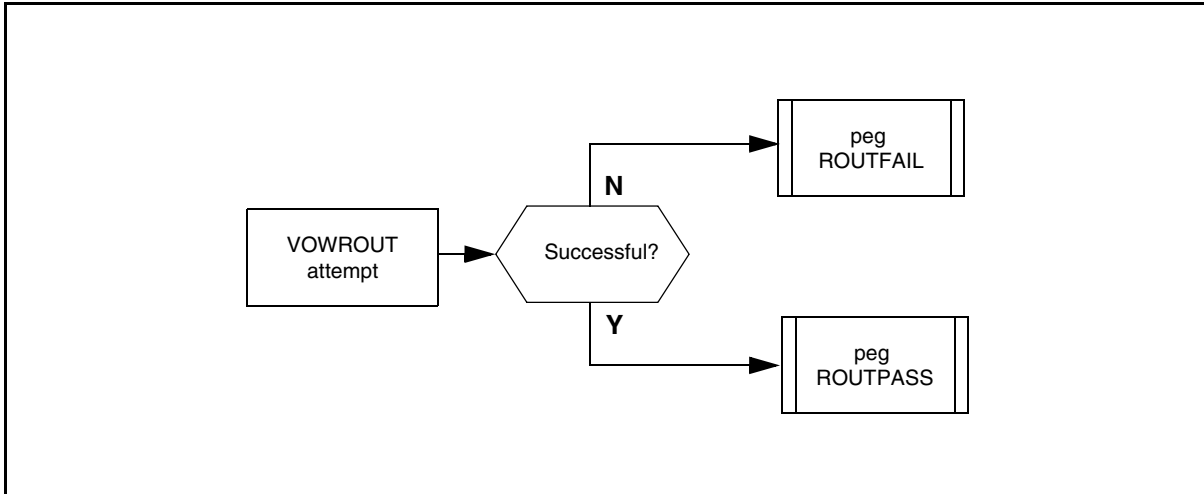 VOWROUT
attempt
Successful?
N
peg
ROUTFAIL
Y
peg
ROUTPASS